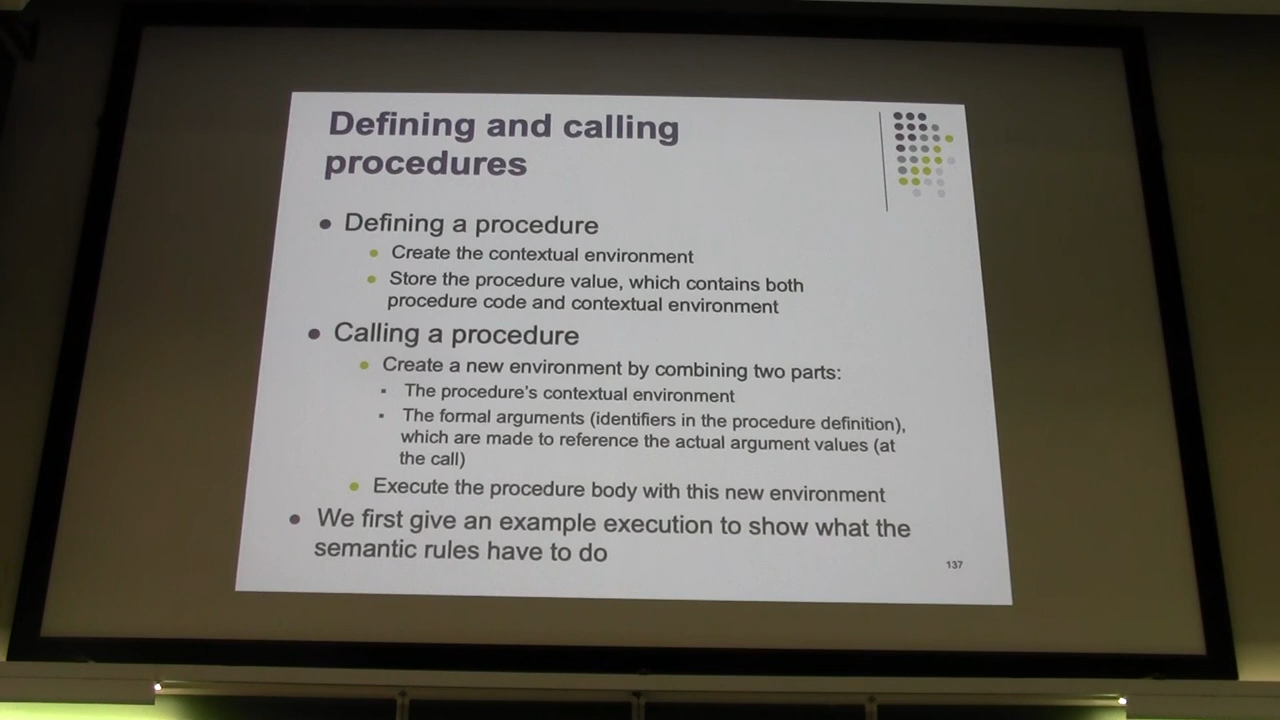 Defining and calling
procedures
• Defining a procedure
• Create the contextual environment
• Store the procedure value, which contains both
procedure code and contextual environment
• Calling a procedure
• Create a new environment by combining two parts:
▪ The procedure's contextual environment
▪ The formal arguments (identifiers in the procedure definition),
which are made to reference the actual argument values (at
the call)
• Execute the procedure body with this new environment
• We first give an example execution to show what the
semantic rules have to do
137